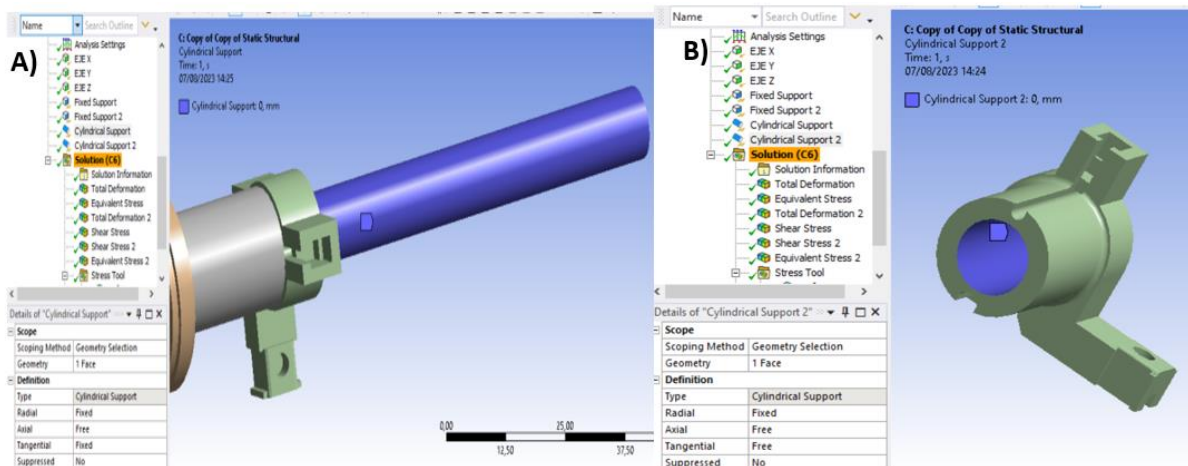 A)
Name Search Outline
Analysis Settings
EJE X
EJE Y
EJE Z
Fixed Support
Fixed Support 2
Cylindrical Support
Cylindrical Support 2
Solution (C6)
Solution Information
Total Deformation
Equivalent Stress
Total Deformation 2
Shear Stress
Shear Stress 2
Equivalent Stress 2
Stress Tool
Details of "Cylindrical Support"
Scope
Scoping Method Geometry Selection
Geometry 1 Face
Definition
Type Cylindrical Support
Radial Fixed
Axial Free
Tangential Fixed
Suppressed No
C: Copy of Copy of Static Structural
Cylindrical Support
Time: 1, s
07/08/2023 14:25
Cylindrical Support: 0, mm
0,00 25,00
12,50 37,50
B)
Name Search Outline
Analysis Settings
EJE X
EJE Y
EJE Z
Fixed Support
Fixed Support 2
Cylindrical Support
Cylindrical Support 2
Solution (C6)
Solution Information
Total Deformation
Equivalent Stress
Total Deformation 2
Shear Stress
Shear Stress 2
Equivalent Stress 2
Stress Tool
Details of "Cylindrical Support 2"
Scope
Scoping Method Geometry Selection
Geometry 1 Face
Definition
Type Cylindrical Support
Radial Fixed
Axial Free
Tangential Free
Suppressed No
C: Copy of Copy of Static Structural
Cylindrical Support 2
Time: 1, s
07/08/2023 14:24
Cylindrical Support 2: 0, mm